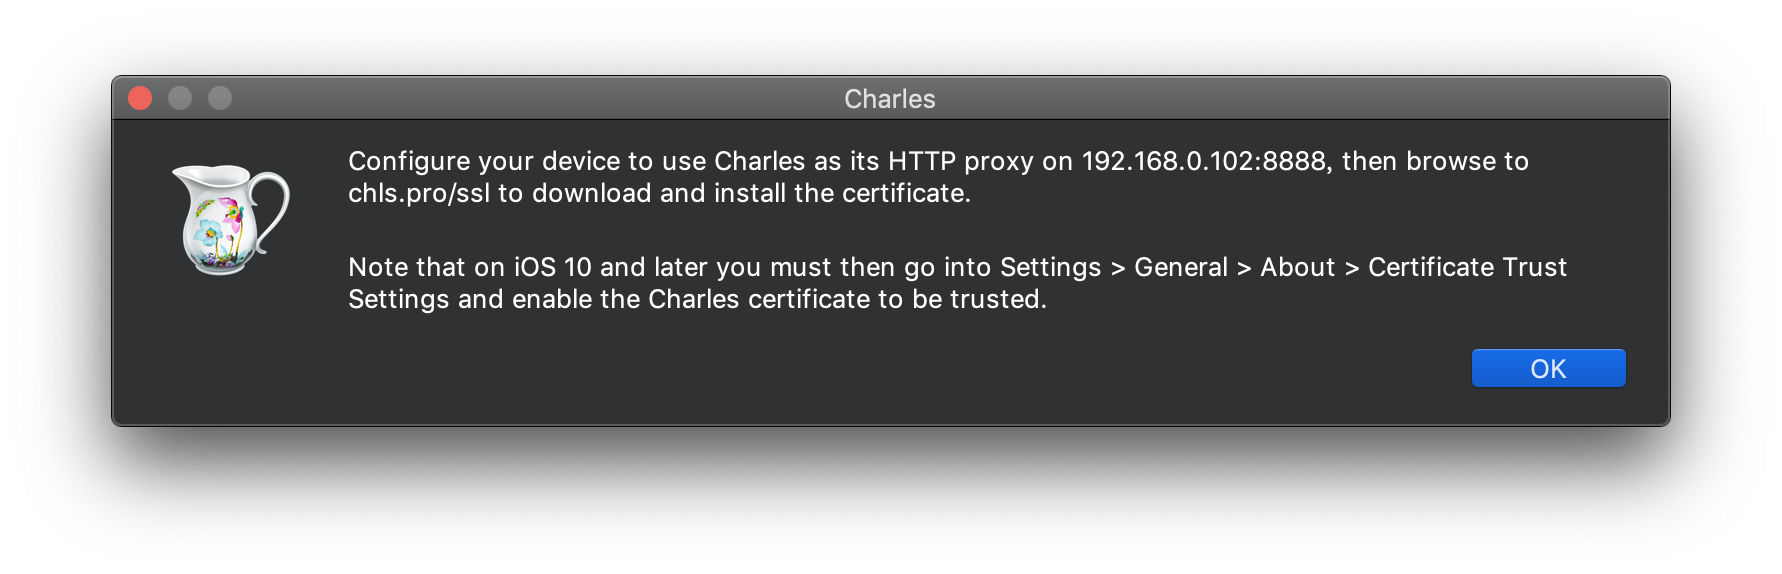 Charles
Configure your device to use Charles as its HTTP proxy on 192.168.0.102:8888, then browse to
chls.pro/ssl to download and install the certificate.
Note that on iOS 10 and later you must then go into Settings > General > About > Certificate Trust
Settings and enable the Charles certificate to be trusted.
OK